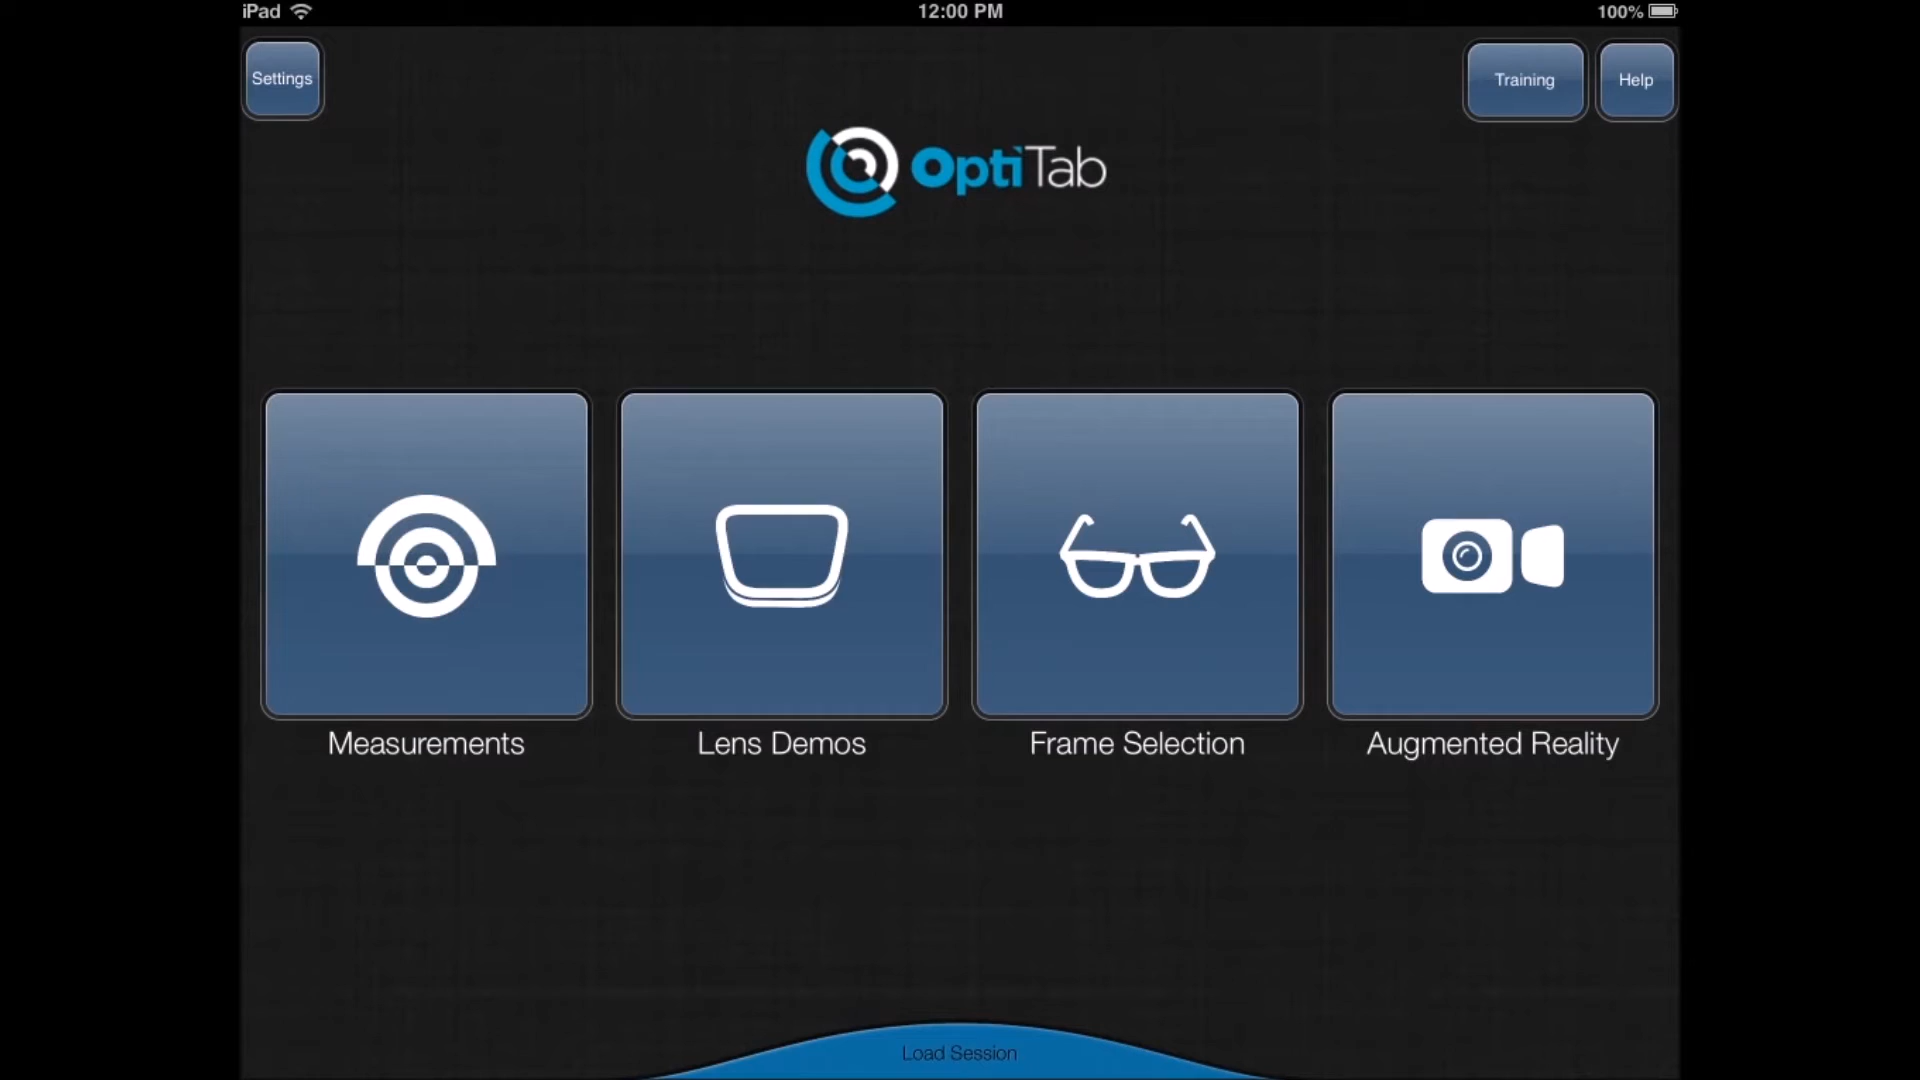 iPad
12:00 PM
100%
Settings
Training
Help
OptiTab
Measurements
Lens Demos
Frame Selection
Augmented Reality
Load Session